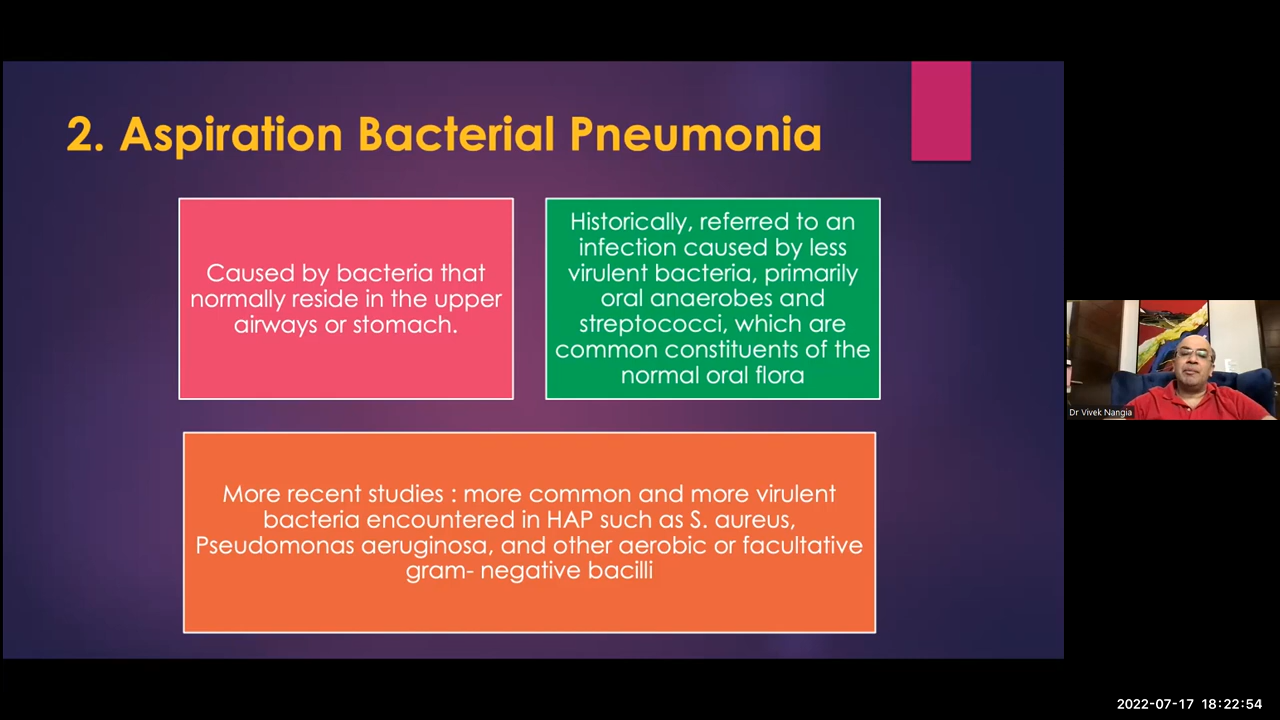 2. Aspiration Bacterial Pneumonia
Caused by bacteria that
normally reside in the upper
airways or stomach.
Historically, referred to an
infection caused by less
virulent bacteria, primarily
oral anaerobes and
streptococci, which are
common constituents of the
normal oral flora
More recent studies : more common and more virulent
bacteria encountered in HAP such as S. aureus,
Pseudomonas aeruginosa, and other aerobic or facultative
gram- negative bacilli
Dr Vivek Nangia
2022-07-17 18:22:54